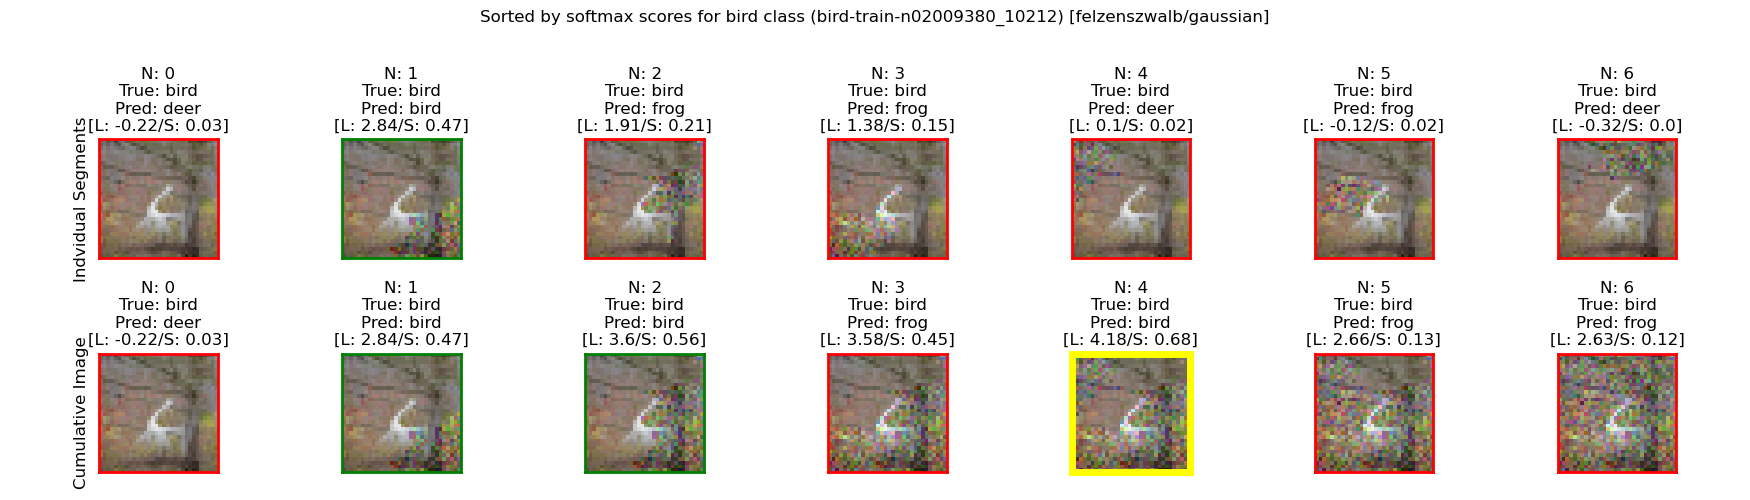 Sorted by softmax scores for bird class (bird-train-n02009380_10212) [felzenszwalb/gaussian]
Indvidual Segments
N: 0
True: bird
Pred: deer
[L: -0.22/S: 0.03]
N: 1
True: bird
Pred: bird
[L: 2.84/S: 0.47]
N: 2
True: bird
Pred: frog
[L: 1.91/S: 0.21]
N: 3
True: bird
Pred: frog
[L: 1.38/S: 0.15]
N: 4
True: bird
Pred: deer
[L: 0.1/S: 0.02]
N: 5
True: bird
Pred: frog
[L: -0.12/S: 0.02]
N: 6
True: bird
Pred: deer
[L: -0.32/S: 0.0]
Cumulative Image
N: 0
True: bird
Pred: deer
[L: -0.22/S: 0.03]
N: 1
True: bird
Pred: bird
[L: 2.84/S: 0.47]
N: 2
True: bird
Pred: bird
[L: 3.6/S: 0.56]
N: 3
True: bird
Pred: frog
[L: 3.58/S: 0.45]
N: 4
True: bird
Pred: bird
[L: 4.18/S: 0.68]
N: 5
True: bird
Pred: frog
[L: 2.66/S: 0.13]
N: 6
True: bird
Pred: frog
[L: 2.63/S: 0.12]